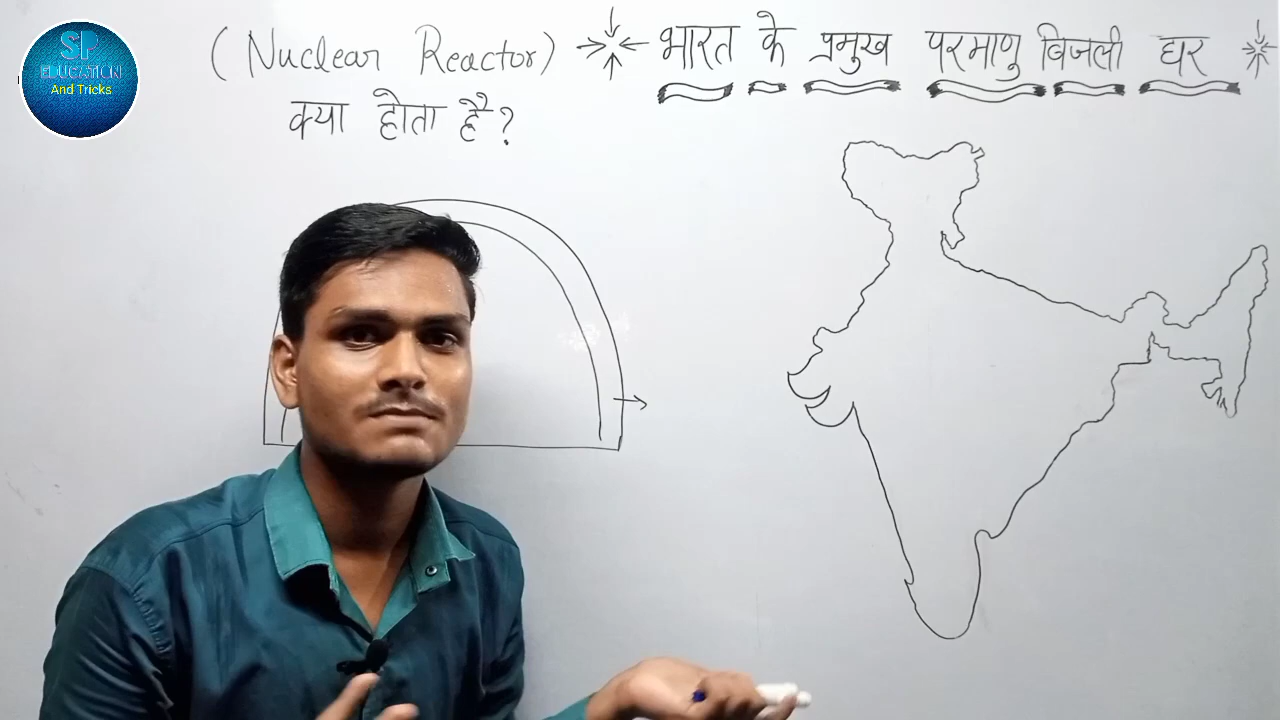 SP
EDUCATION
And Tricks
(Nuclear Reactor)
क्या होता है?
भारत के प्रमुख परमाणु बिजली घर